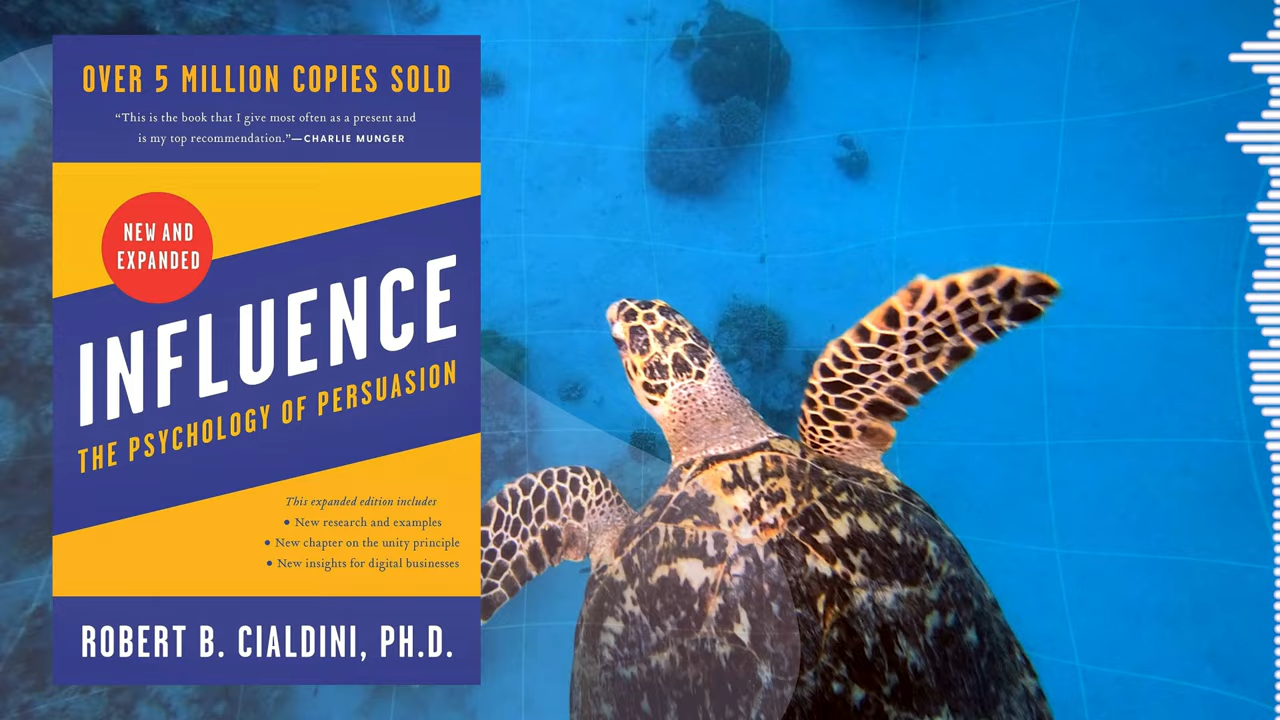 OVER 5 MILLION COPIES SOLD
“This is the book that I give most often as a present and
is my top recommendation.”—CHARLIE MUNGER
NEW AND
EXPANDED
INFLUENCE
THE PSYCHOLOGY OF PERSUASION
This expanded edition includes
• New research and examples
• New chapter on the unity principle
• New insights for digital businesses
ROBERT B. CIALDINI, PH.D.